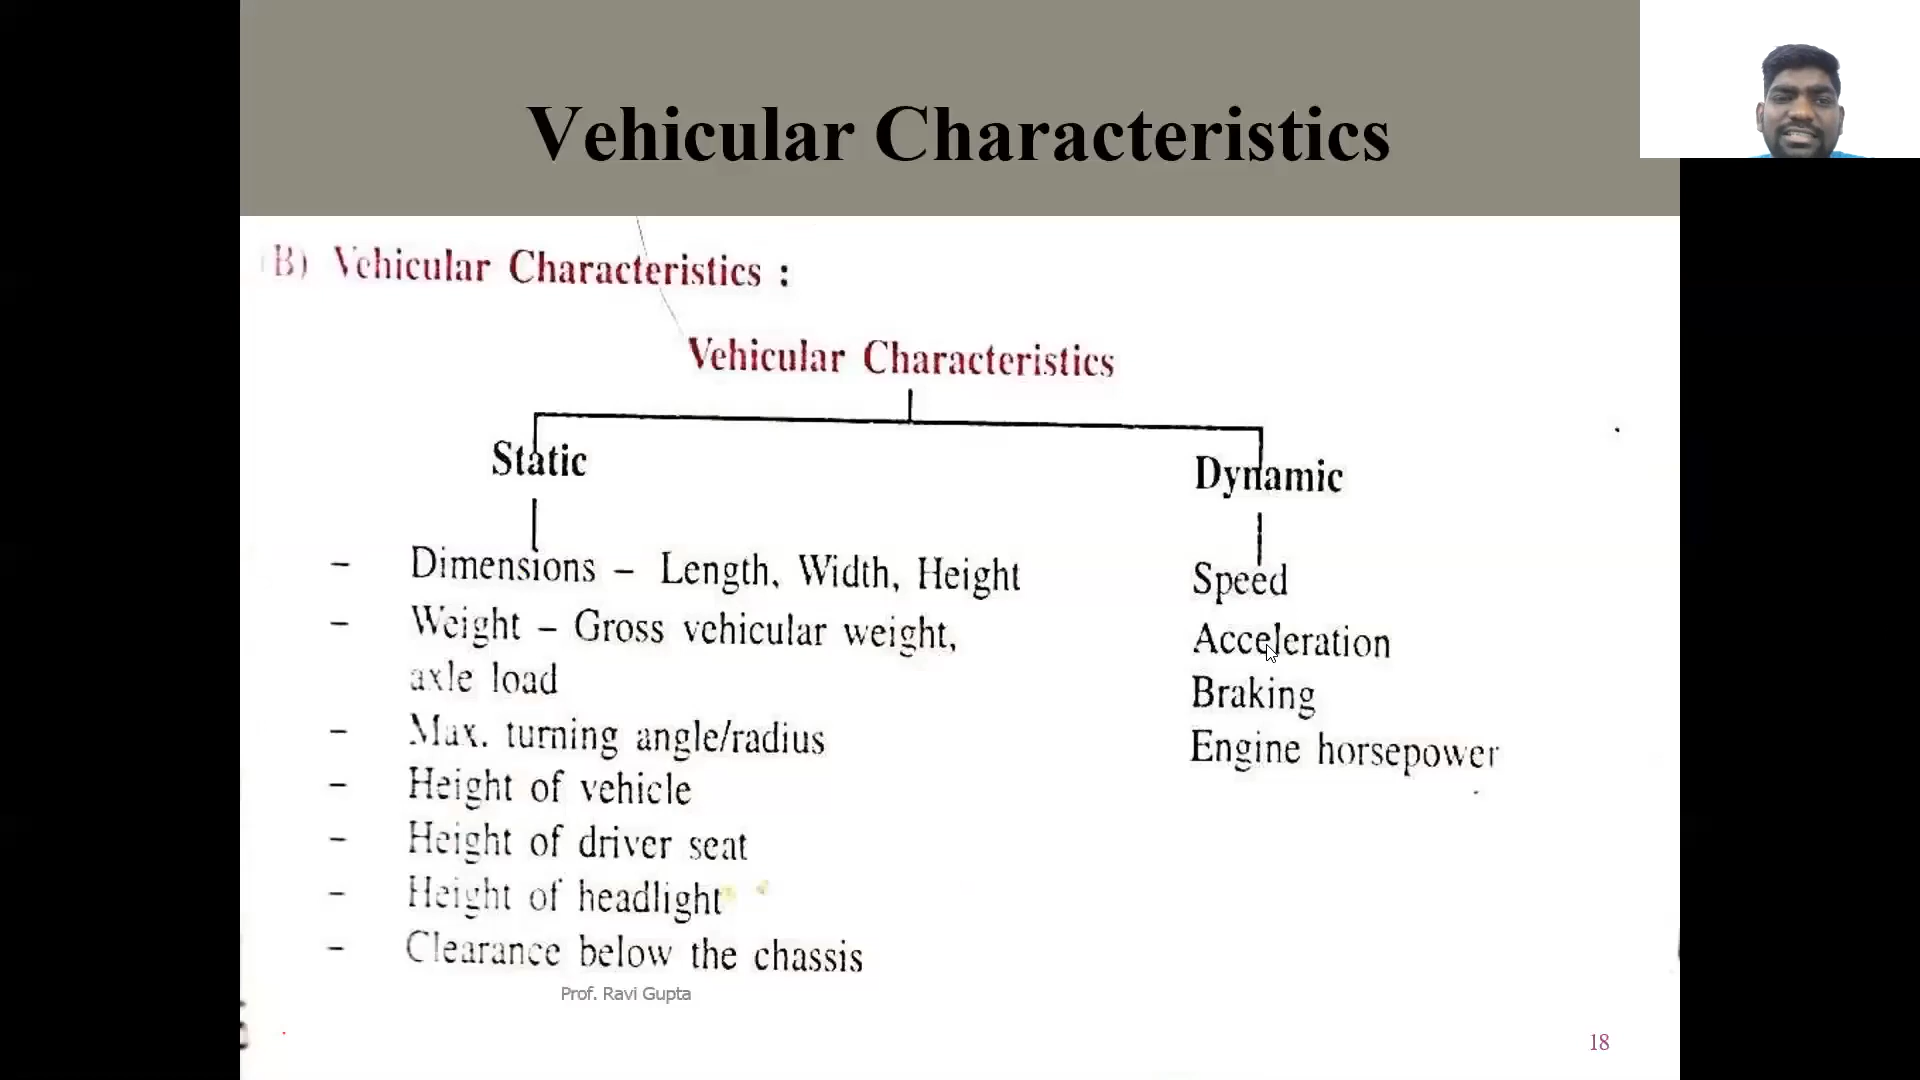 Vehicular Characteristics
(B) Vehicular Characteristics :
Vehicular Characteristics
Static
Dynamic
- Dimensions – Length, Width, Height
- Weight – Gross vehicular weight,
axle load
- Max. turning angle/radius
- Height of vehicle
- Height of driver seat
- Height of headlight
- Clearance below the chassis
Speed
Acceleration
Braking
Engine horsepower
Prof. Ravi Gupta
18